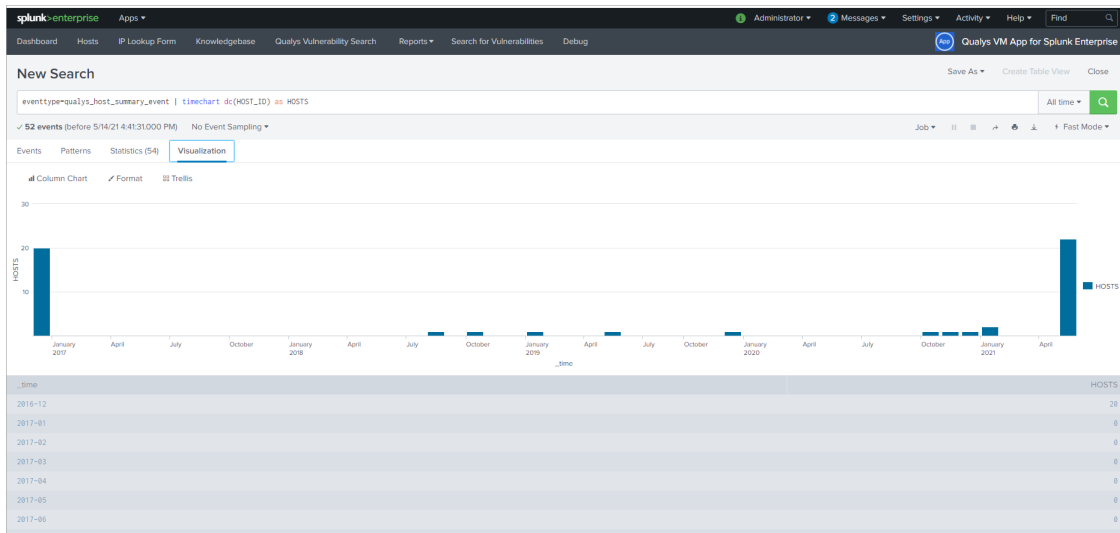 splunk>enterprise Apps ▾ i Administrator ▾ 2 Messages ▾ Settings ▾ Activity ▾ Help ▾ Find
Dashboard Hosts IP Lookup Form Knowledgebase Qualys Vulnerability Search Reports ▾ Search for Vulnerabilities Debug App Qualys VM App for Splunk Enterprise
New Search Save As ▾ Create Table View Close
eventtype=qualys_host_summary_event | timechart dc(HOST_ID) as HOSTS All time ▾
✓ 52 events (before 5/14/21 4:41:31.000 PM) No Event Sampling ▾ Job ▾ Fast Mode ▾
Events Patterns Statistics (54) Visualization
Column Chart Format Trellis
30
20
10
HOSTS
HOSTS
January April July October January April July October January April July October January April July October January April
2017 2018 2019 2020 2021
_time
_time HOSTS
2016-12 20
2017-01 0
2017-02 0
2017-03 0
2017-04 0
2017-05 0
2017-06 0